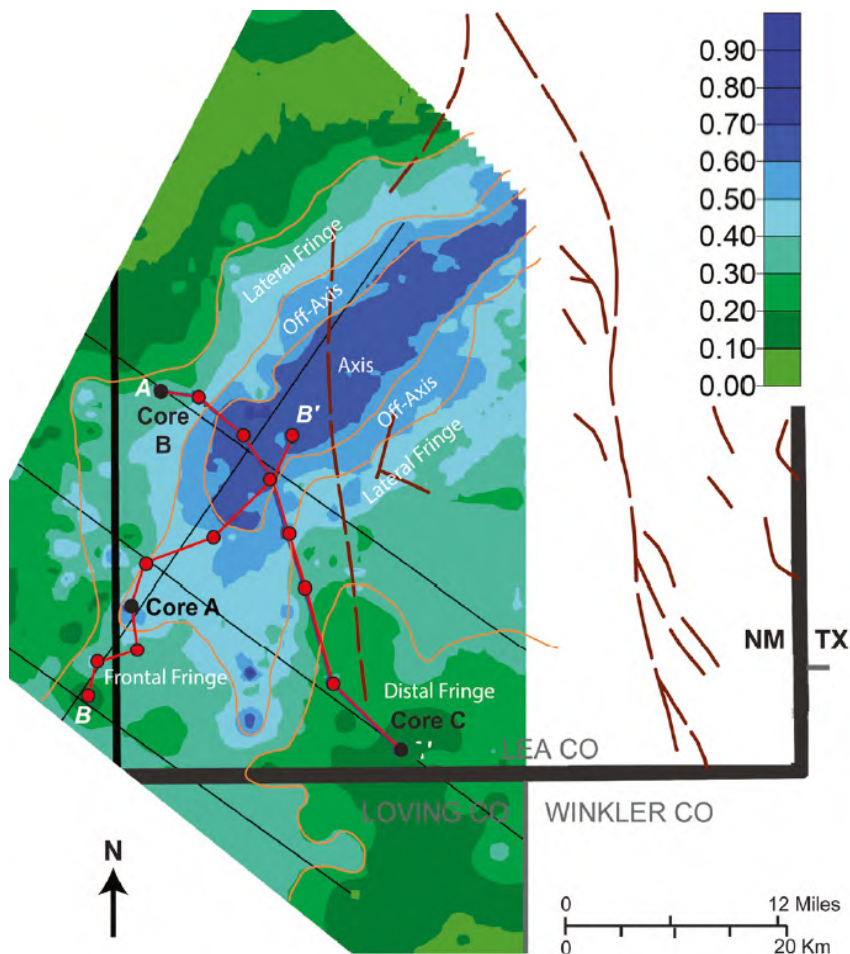 0.90
0.80
0.70
0.60
0.50
0.40
0.30
0.20
0.10
0.00
Lateral Fringe
Off-Axis
Axis
Off-Axis
Lateral Fringe
A
Core
B
B'
Core A
Frontal Fringe
B
Distal Fringe
Core C
NM
TX
LEA CO
LOVING CO
WINKLER CO
N
0
12 Miles
0
20 Km